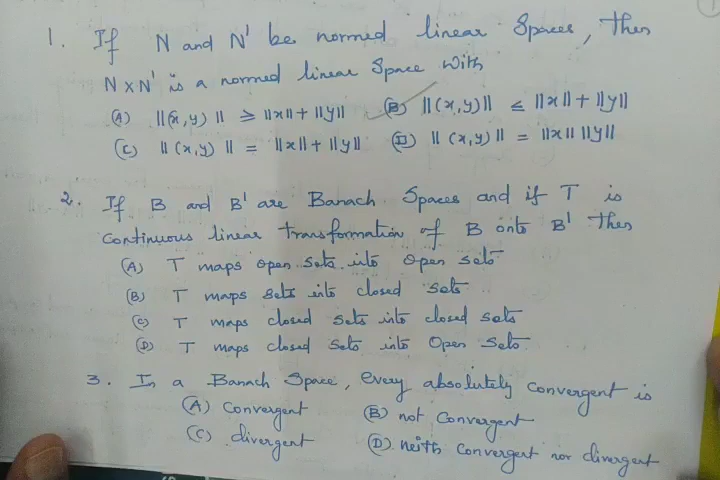 1. If N and N' be normed linear Spaces, then
N x N' is a normed linear Space with
(A) ||(x,y)|| ≥ ||x|| + ||y|| (B) ||(x,y)|| ≤ ||x|| + ||y||
(C) ||(x,y)|| = ||x|| + ||y|| (D) ||(x,y)|| = ||x|| ||y||
2. If B and B' are Banach Spaces and if T is
continuous linear transformation of B onto B' then
(A) T maps open sets into open sets
(B) T maps sets into closed sets
(C) T maps closed sets into closed sets
(D) T maps closed sets into Open sets.
3. In a Banach Space, every absolutely convergent is
(A) convergent (B) not convergent
(C) divergent (D) neith convergent nor divergent